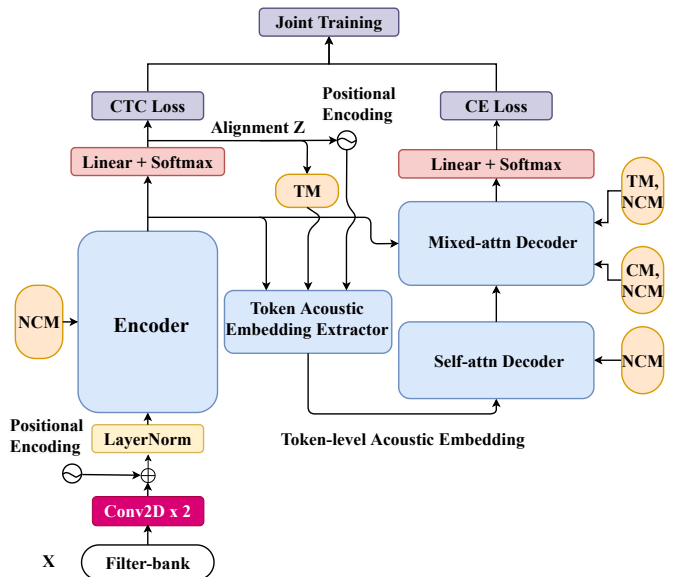 Joint Training
CTC Loss
Positional
Encoding
CE Loss
Alignment Z
Linear + Softmax
Linear + Softmax
TM
TM,
NCM
Mixed-attn Decoder
CM,
NCM
NCM
Encoder
Token Acoustic
Embedding Extractor
Self-attn Decoder
NCM
Positional
Encoding
LayerNorm
Token-level Acoustic Embedding
Conv2D x 2
X
Filter-bank